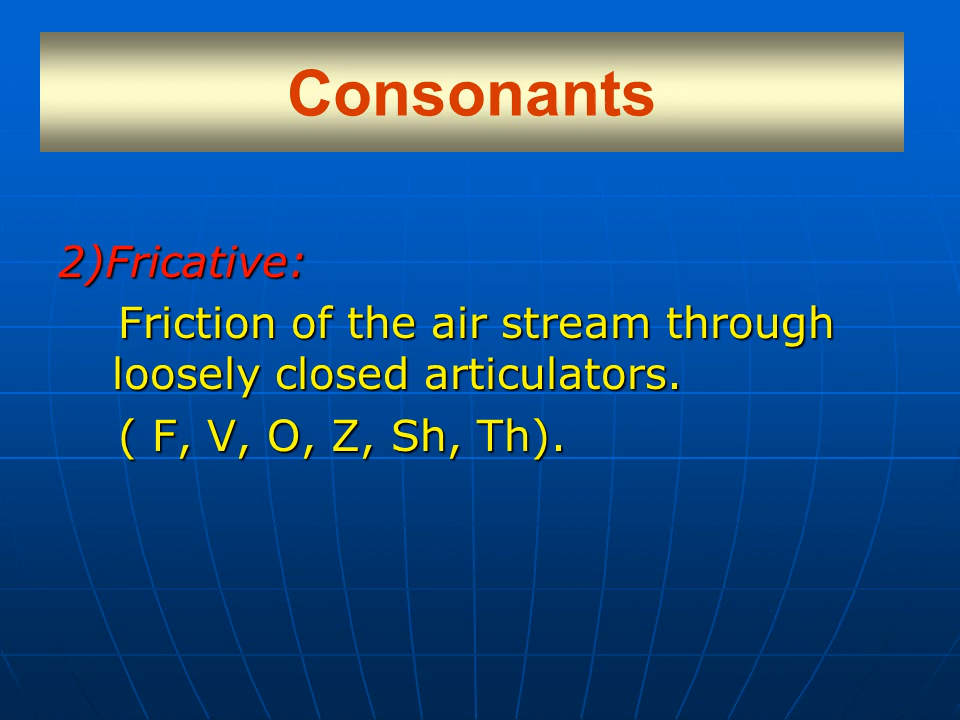 Consonants
2)Fricative:
Friction of the air stream through
loosely closed articulators.
( F, V, O, Z, Sh, Th).